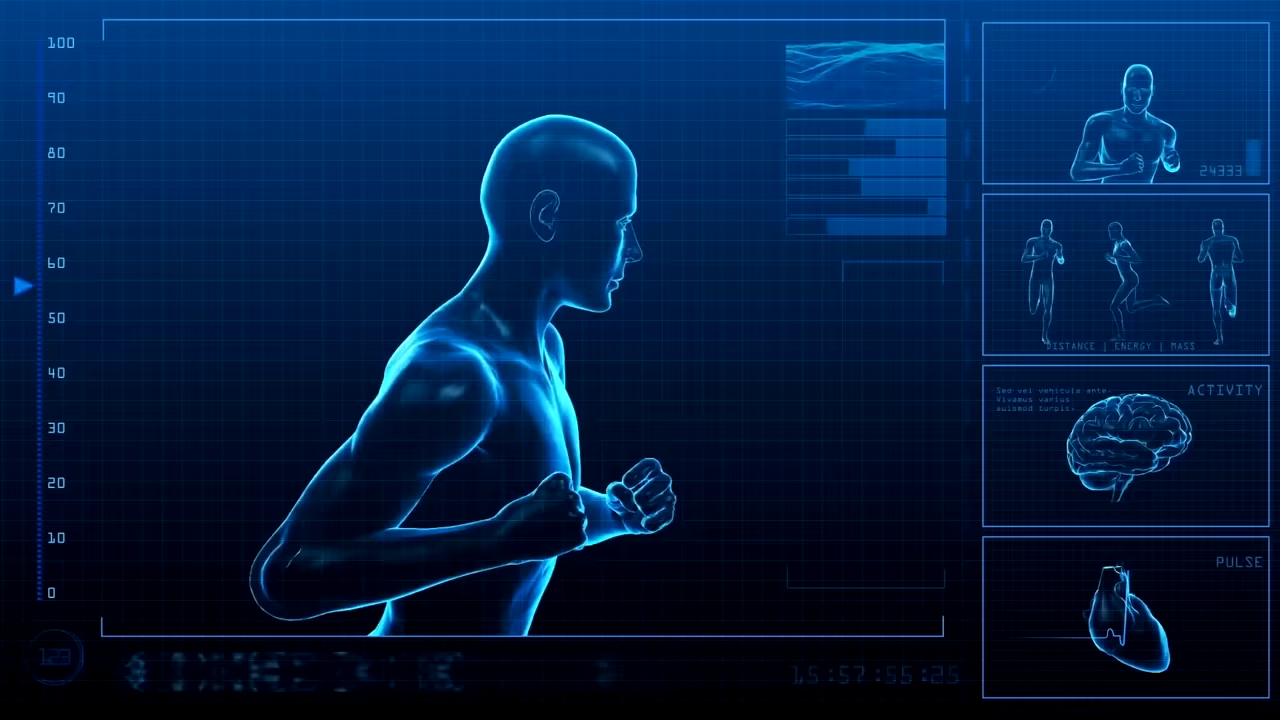 100
90
80
70
60
50
40
30
20
10
0
123
15:57:55:25
24333
DISTANCE | ENERGY | MASS
ACTIVITY
Sed vel vehicula ante.
Vivamus varius
euismod turpis.
PULSE